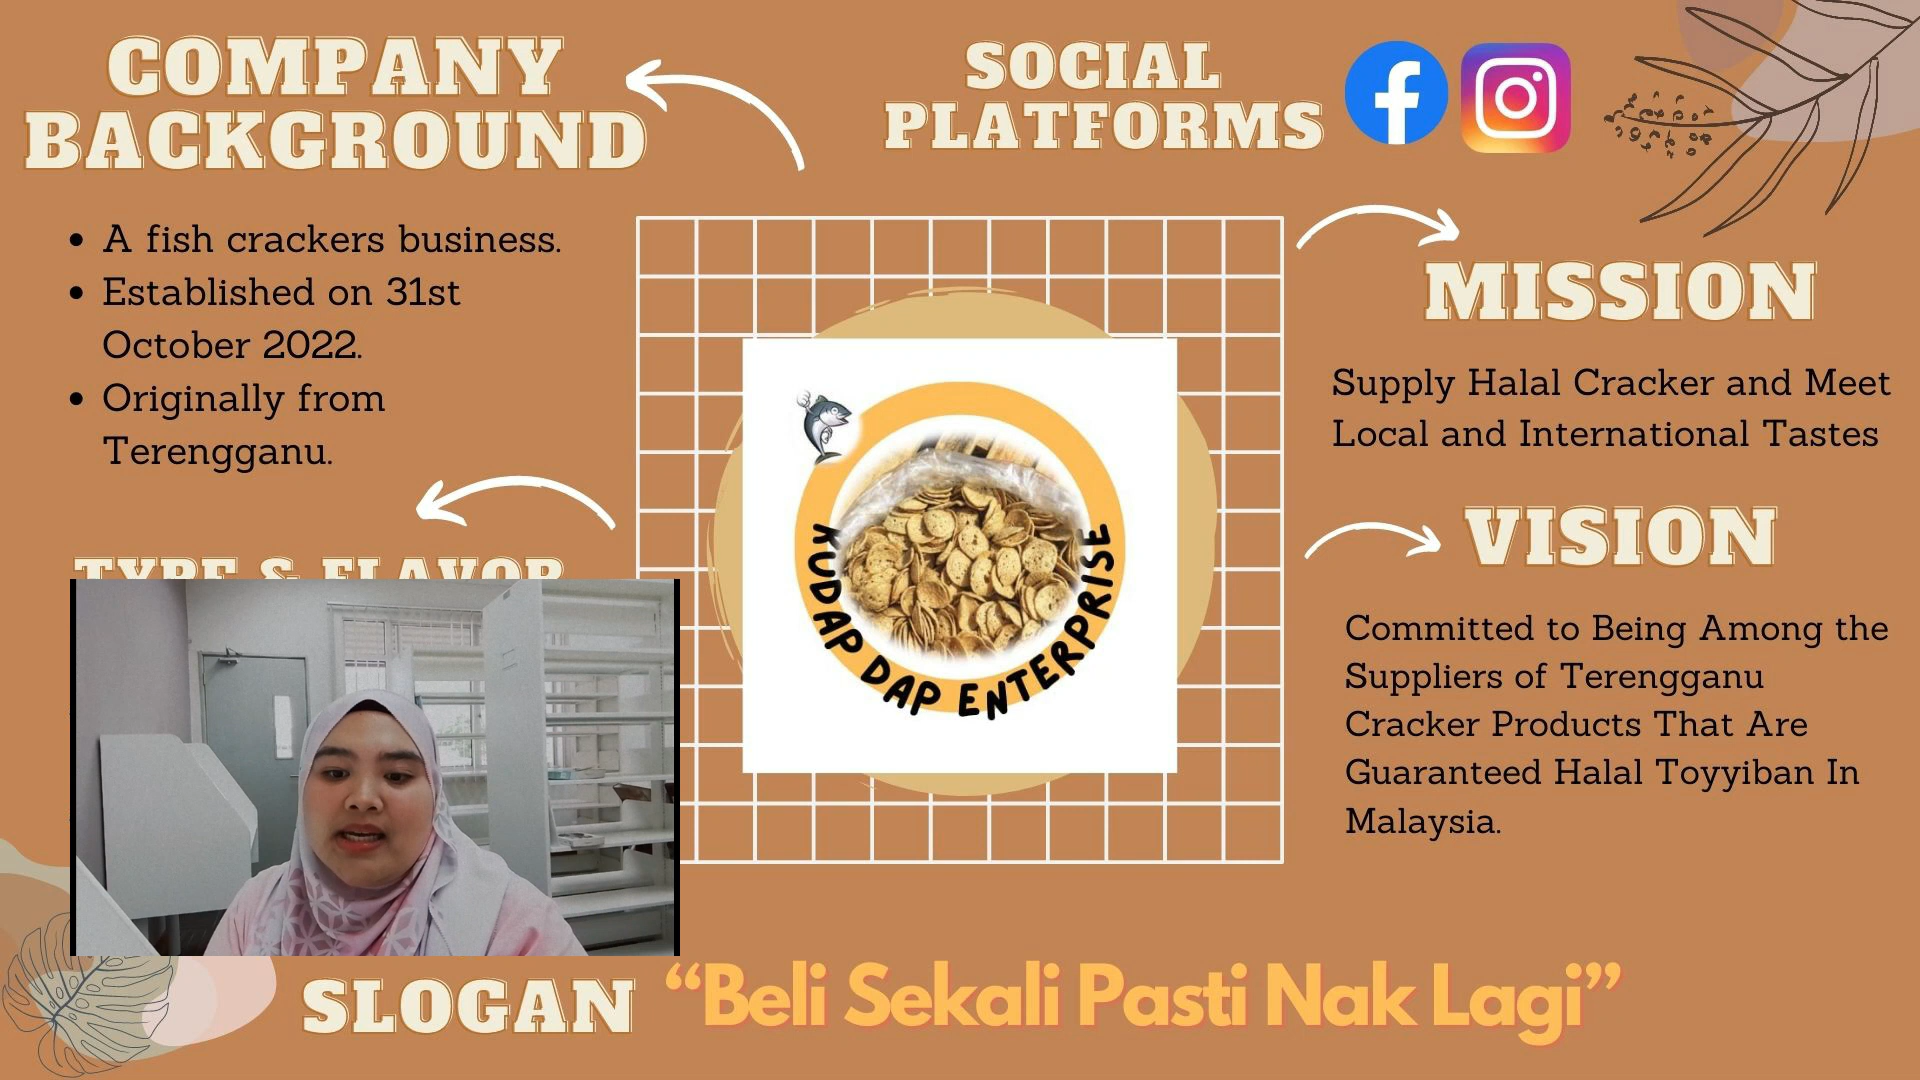 COMPANY
BACKGROUND
A fish crackers business.
Established on 31st
October 2022.
Originally from
Terengganu.
TYPE & FLAVOR
SOCIAL
PLATFORMS
KUDAP DAP ENTERPRISE
MISSION
Supply Halal Cracker and Meet
Local and International Tastes
VISION
Committed to Being Among the
Suppliers of Terengganu
Cracker Products That Are
Guaranteed Halal Toyyiban In
Malaysia.
SLOGAN
“Beli Sekali Pasti Nak Lagi”